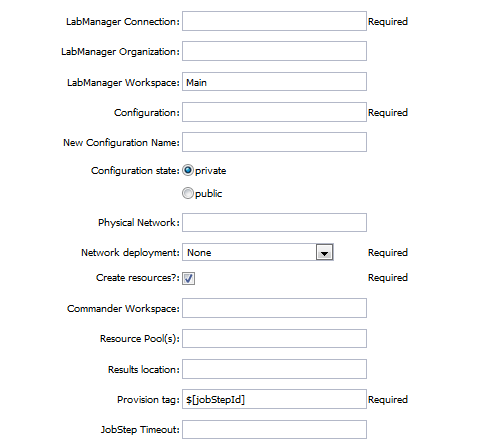 LabManager Connection: Required
LabManager Organization:
LabManager Workspace: Main
Configuration: Required
New Configuration Name:
Configuration state: private
public
Physical Network:
Network deployment: None Required
Create resources?: Required
Commander Workspace:
Resource Pool(s):
Results location:
Provision tag: $[jobStepId] Required
JobStep Timeout: